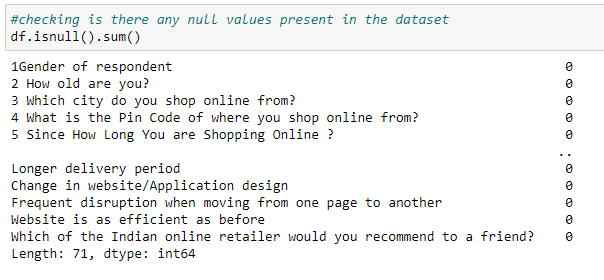 #checking is there any null values present in the dataset
df.isnull().sum()
1Gender of respondent 0
2 How old are you? 0
3 Which city do you shop online from? 0
4 What is the Pin Code of where you shop online from? 0
5 Since How Long You are Shopping Online ? 0
..
Longer delivery period 0
Change in website/Application design 0
Frequent disruption when moving from one page to another 0
Website is as efficient as before 0
Which of the Indian online retailer would you recommend to a friend? 0
Length: 71, dtype: int64